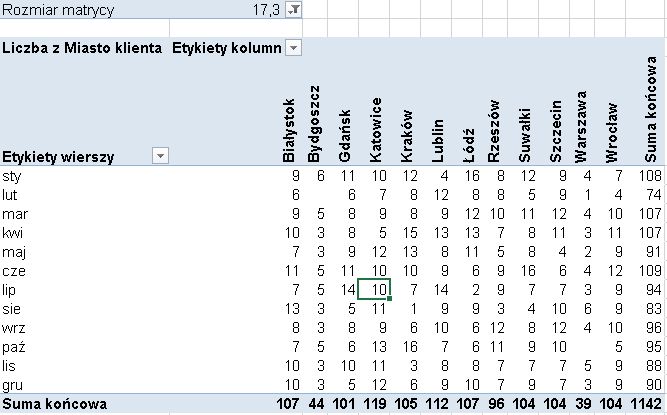 Rozmiar matrycy 17,3
Liczba z Miasto klienta Etykiety kolumn
Etykiety wierszy Białystok Bydgoszcz Gdańsk Katowice Kraków Lublin Łódź Rzeszów Suwałki Szczecin Warszawa Wrocław Suma końcowa
sty 9 6 11 10 12 4 16 8 12 9 4 7 108
lut 6 6 7 8 12 8 8 5 9 1 4 74
mar 9 5 8 9 8 9 12 10 11 12 4 10 107
kwi 10 3 8 5 15 13 13 7 8 11 3 11 107
maj 7 3 9 12 13 8 11 5 8 4 2 9 91
cze 11 5 11 10 10 9 6 9 16 6 4 12 109
lip 7 5 14 10 7 14 2 9 7 7 3 9 94
sie 13 3 5 11 1 9 9 3 4 10 6 9 83
wrz 8 3 8 9 6 10 6 12 8 12 4 10 96
paź 7 5 6 13 16 7 6 11 9 10 5 95
lis 10 3 10 11 3 8 8 7 7 7 5 9 88
gru 10 3 5 12 6 9 10 7 9 7 3 9 90
Suma końcowa 107 44 101 119 105 112 107 96 104 104 39 104 1142